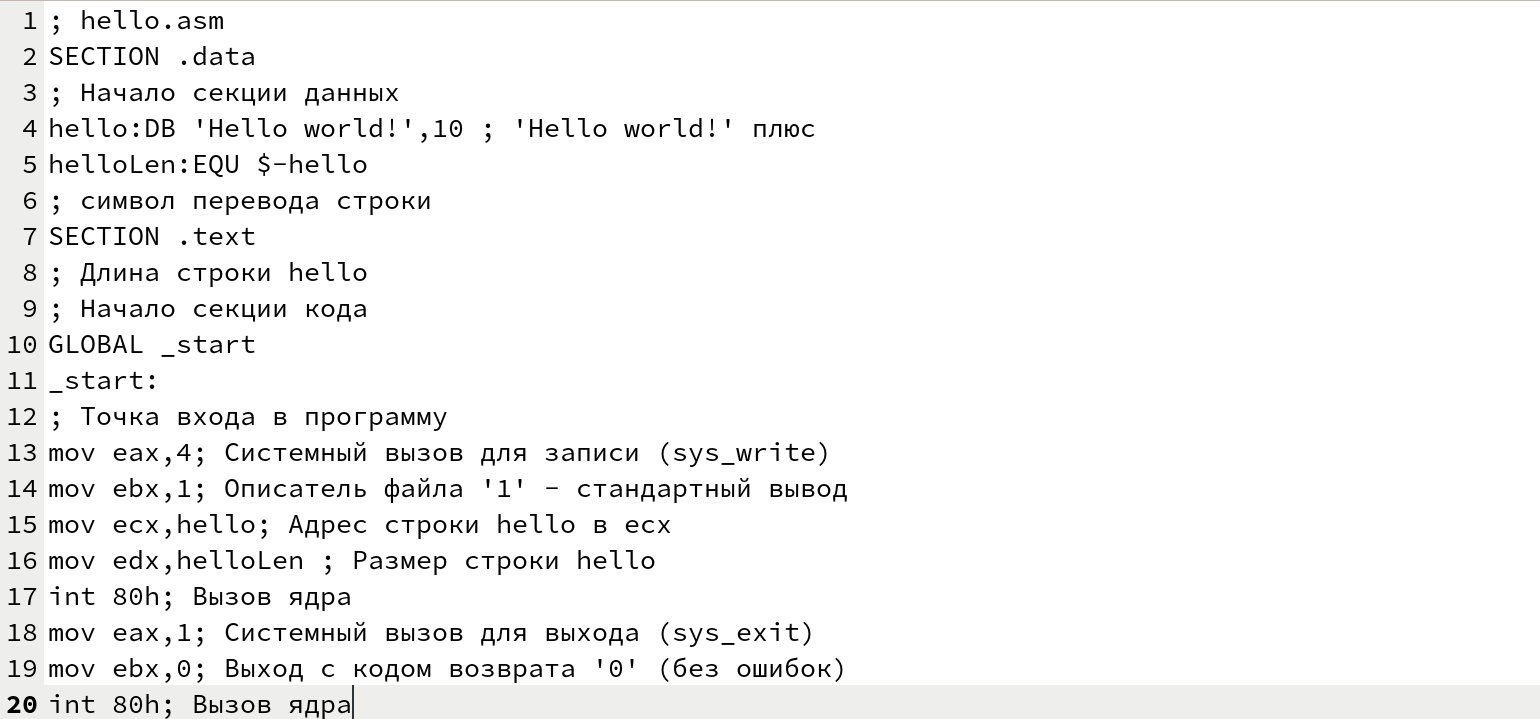 1 ; hello.asm
2 SECTION .data
3 ; Начало секции данных
4 hello:DB 'Hello world!',10 ; 'Hello world!' плюс
5 helloLen:EQU $-hello
6 ; символ перевода строки
7 SECTION .text
8 ; Длина строки hello
9 ; Начало секции кода
10 GLOBAL _start
11 _start:
12 ; Точка входа в программу
13 mov eax,4; Системный вызов для записи (sys_write)
14 mov ebx,1; Описатель файла '1' - стандартный вывод
15 mov ecx,hello; Адрес строки hello в ecx
16 mov edx,helloLen ; Размер строки hello
17 int 80h; Вызов ядра
18 mov eax,1; Системный вызов для выхода (sys_exit)
19 mov ebx,0; Выход с кодом возврата '0' (без ошибок)
20 int 80h; Вызов ядра